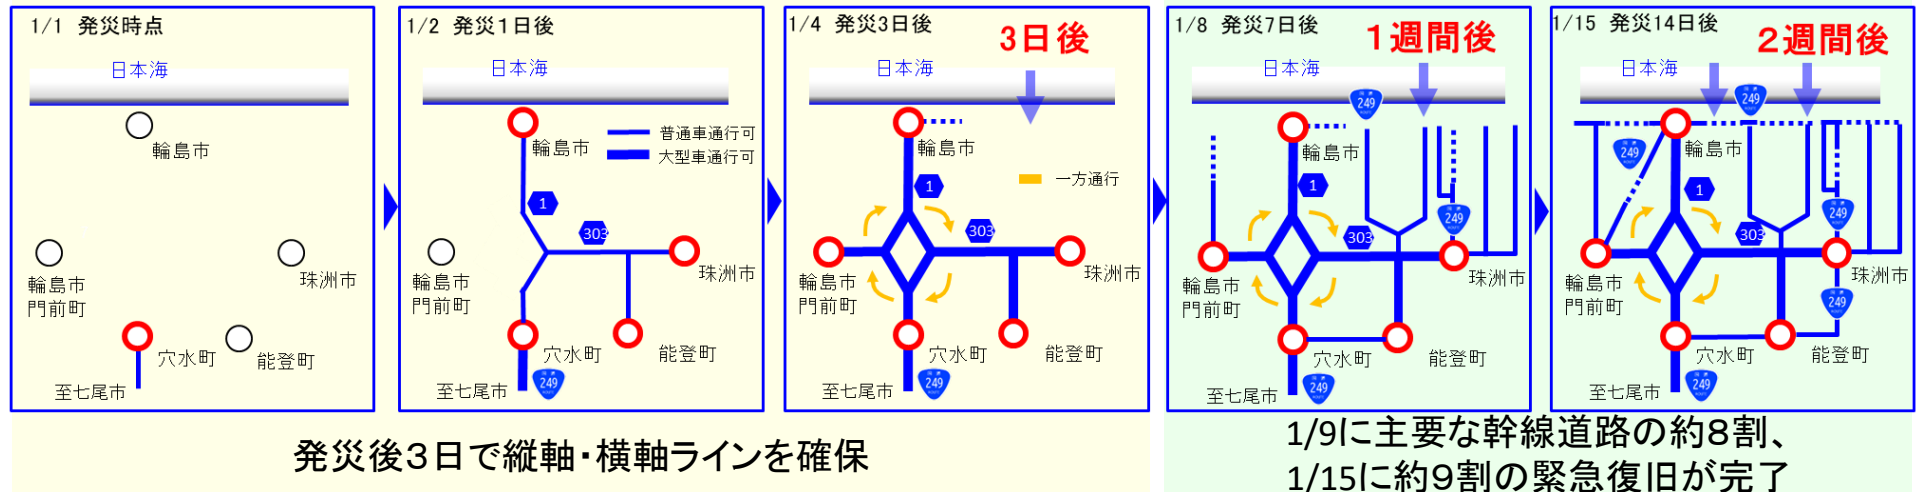 1/1 発災時点
日本海
輪島市
輪島市
門前町
珠洲市
穴水町
能登町
至七尾市
1/2 発災1日後
日本海
普通車通行可
大型車通行可
輪島市
1
303
輪島市
門前町
珠洲市
穴水町
能登町
至七尾市
249
1/4 発災3日後
3日後
日本海
輪島市
一方通行
1
303
輪島市
門前町
珠洲市
穴水町
能登町
至七尾市
249
1/8 発災7日後
1週間後
日本海
249
輪島市
1
249
303
輪島市
門前町
珠洲市
穴水町
能登町
至七尾市
249
1/15 発災14日後
2週間後
日本海
249
249
輪島市
1
249
303
輪島市
門前町
珠洲市
249
穴水町
能登町
至七尾市
249
発災後3日で縦軸・横軸ラインを確保
1/9に主要な幹線道路の約8割、
1/15に約9割の緊急復旧が完了